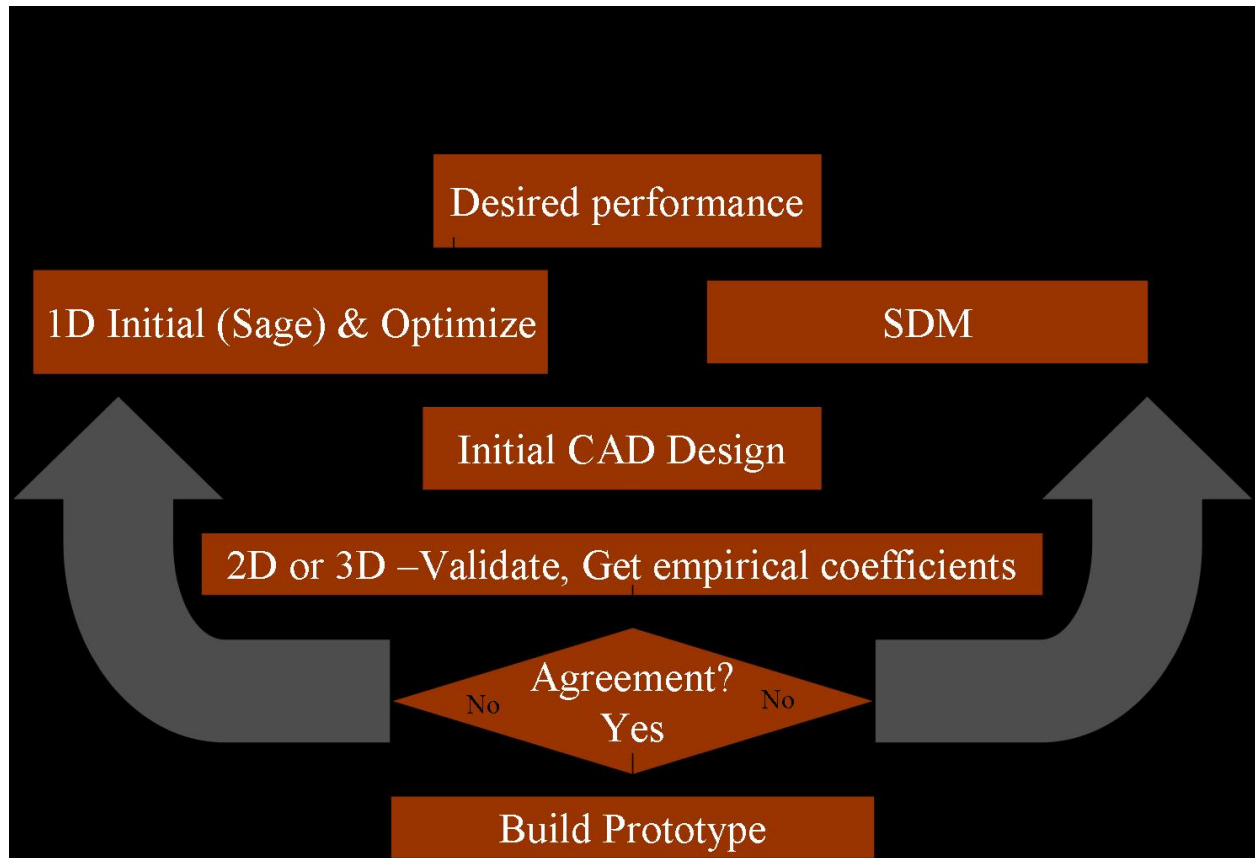 Desired performance
1D Initial (Sage) & Optimize
SDM
Initial CAD Design
2D or 3D –Validate, Get empirical coefficients
Agreement?
No
No
Yes
Build Prototype